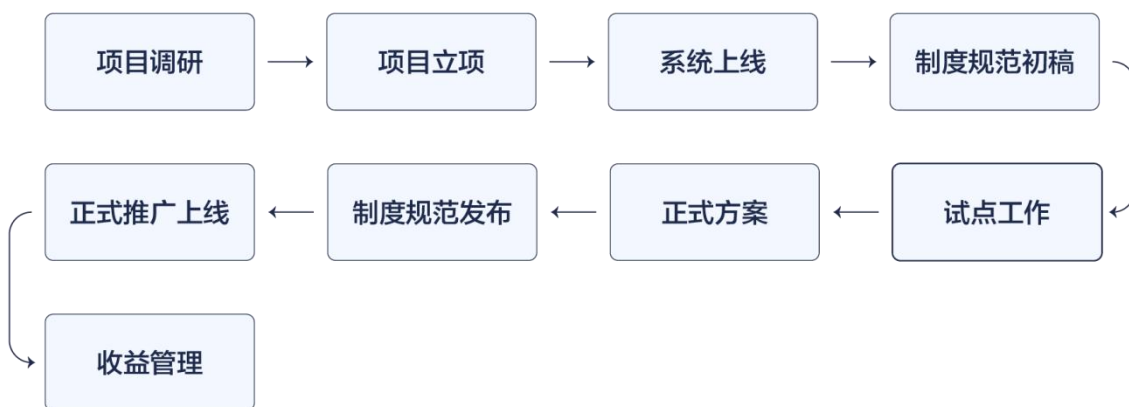 项目调研
项目立项
系统上线
制度规范初稿
试点工作
正式方案
制度规范发布
正式推广上线
收益管理